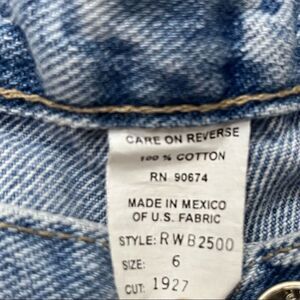 CARE ON REVERSE
100 % COTTON
RN 90674
MADE IN MEXICO
OF U.S. FABRIC
STYLE: RWB2500
SIZE: 6
CUT: 1927